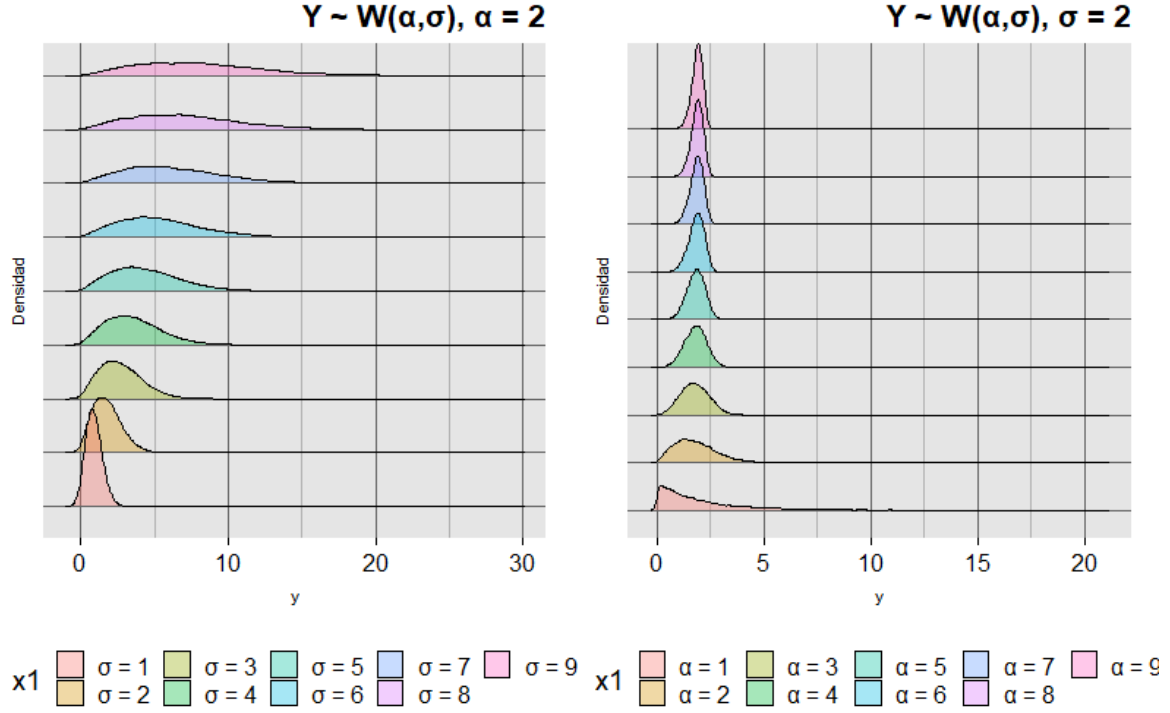 Y ~ W(α,σ), α = 2
Densidad
0 10 20 30
y
x1 σ = 1 σ = 3 σ = 5 σ = 7 σ = 9
σ = 2 σ = 4 σ = 6 σ = 8
Y ~ W(α,σ), σ = 2
Densidad
0 5 10 15 20
y
x1 α = 1 α = 3 α = 5 α = 7 α = 9
α = 2 α = 4 α = 6 α = 8